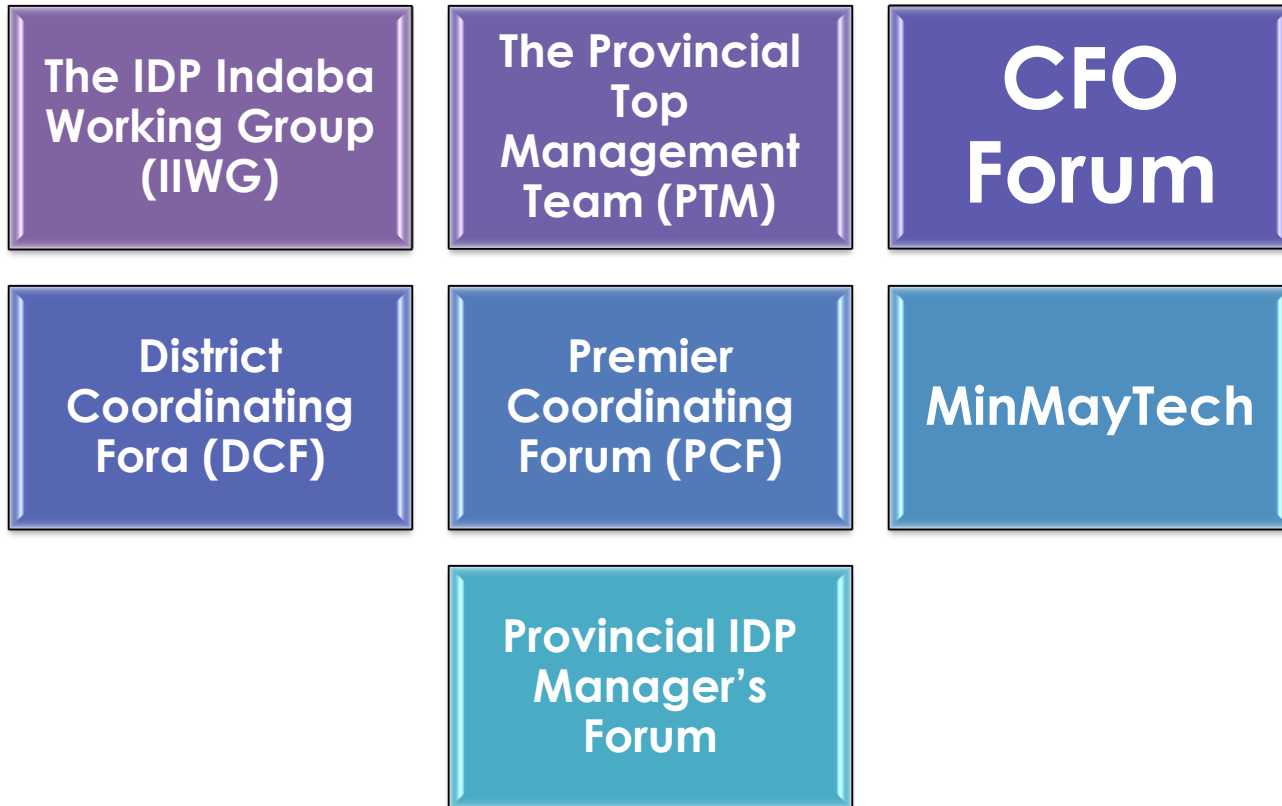 The IDP Indaba
Working Group
(IIWG)
The Provincial
Top
Management
Team (PTM)
CFO
Forum
District
Coordinating
Fora (DCF)
Premier
Coordinating
Forum (PCF)
MinMayTech
Provincial IDP
Manager’s
Forum